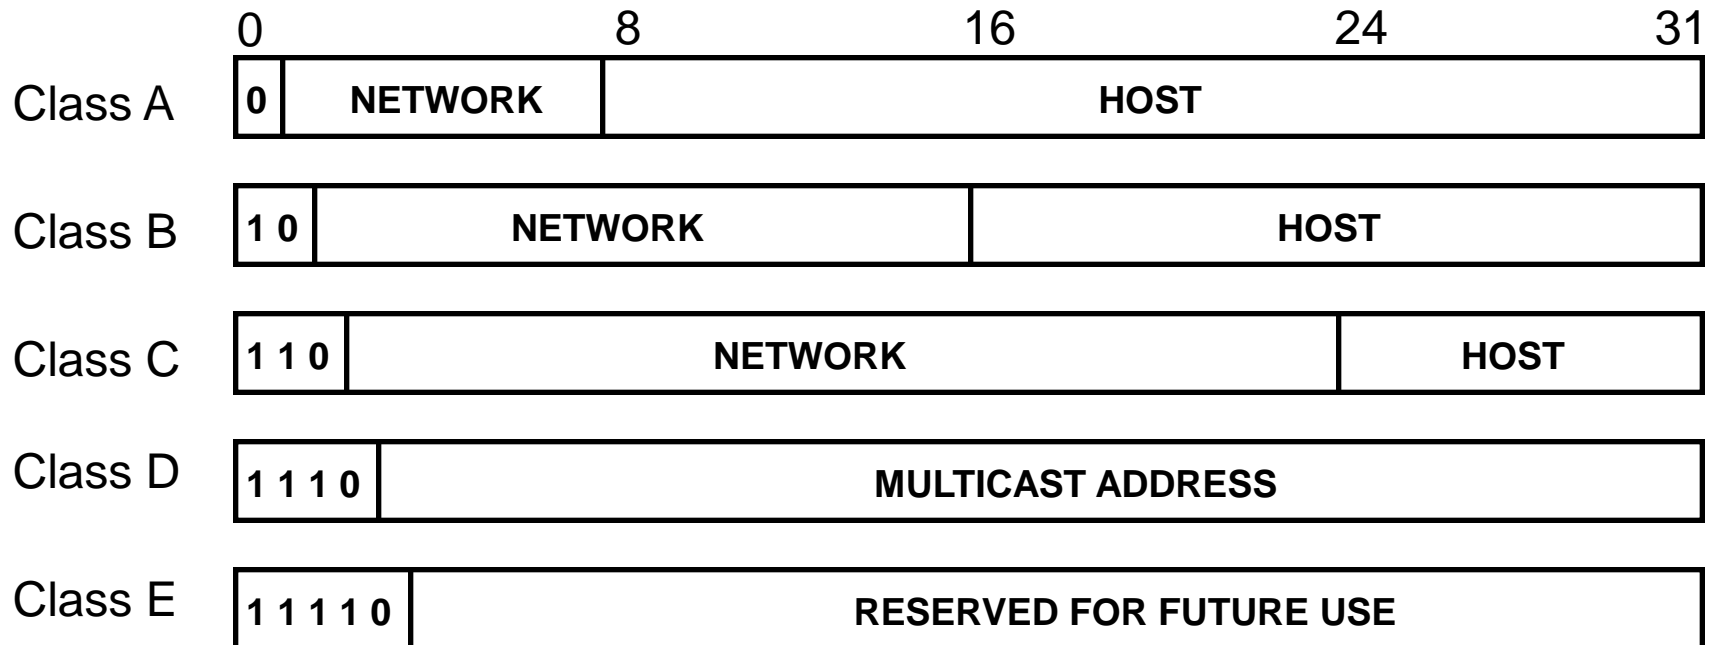 0 8 16 24 31
Class A 0 NETWORK HOST
Class B 1 0 NETWORK HOST
Class C 1 1 0 NETWORK HOST
Class D 1 1 1 0 MULTICAST ADDRESS
Class E 1 1 1 1 0 RESERVED FOR FUTURE USE